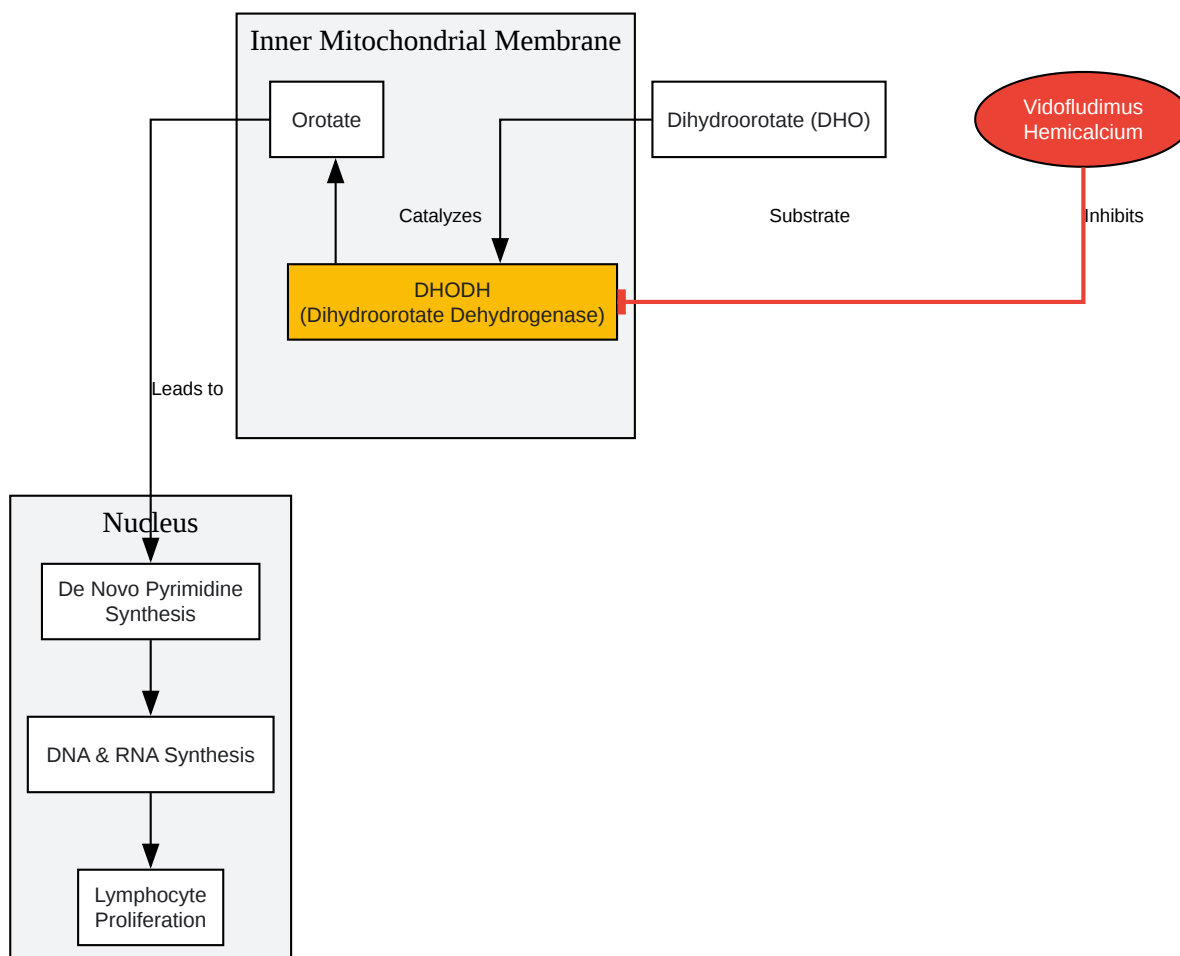 Inner Mitochondrial Membrane
Orotate
Dihydroorotate (DHO)
Vidofludimus
Hemicalcium
Catalyzes
Substrate
Inhibits
DHODH
(Dihydroorotate Dehydrogenase)
Leads to
Nucleus
De Novo Pyrimidine
Synthesis
DNA & RNA Synthesis
Lymphocyte
Proliferation